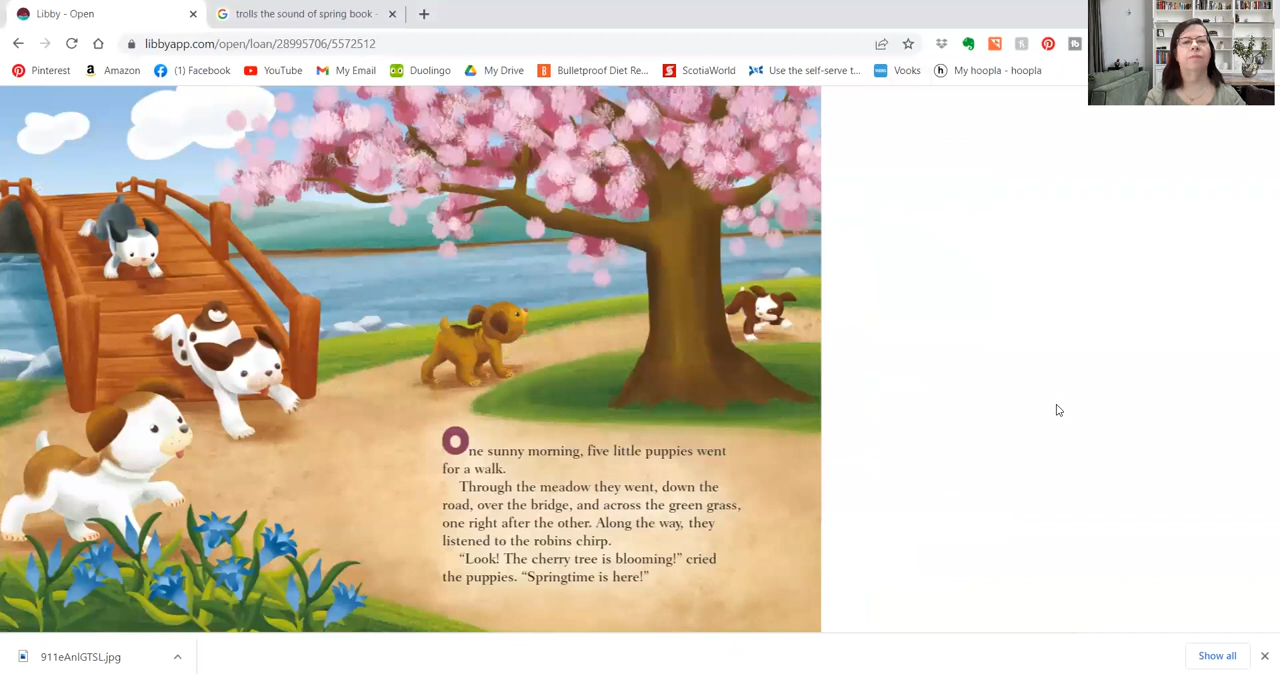 Libby - Open
trolls the sound of spring book -
libbyapp.com/open/loan/28995706/5572512
Pinterest Amazon (1) Facebook YouTube My Email Duolingo My Drive Bulletproof Diet Re... ScotiaWorld Use the self-serve t... Vooks My hoopla - hoopla
One sunny morning, five little puppies went
for a walk.
Through the meadow they went, down the
road, over the bridge, and across the green grass,
one right after the other. Along the way, they
listened to the robins chirp.
“Look! The cherry tree is blooming!” cried
the puppies. “Springtime is here!”
911eAnlGTSL.jpg
Show all